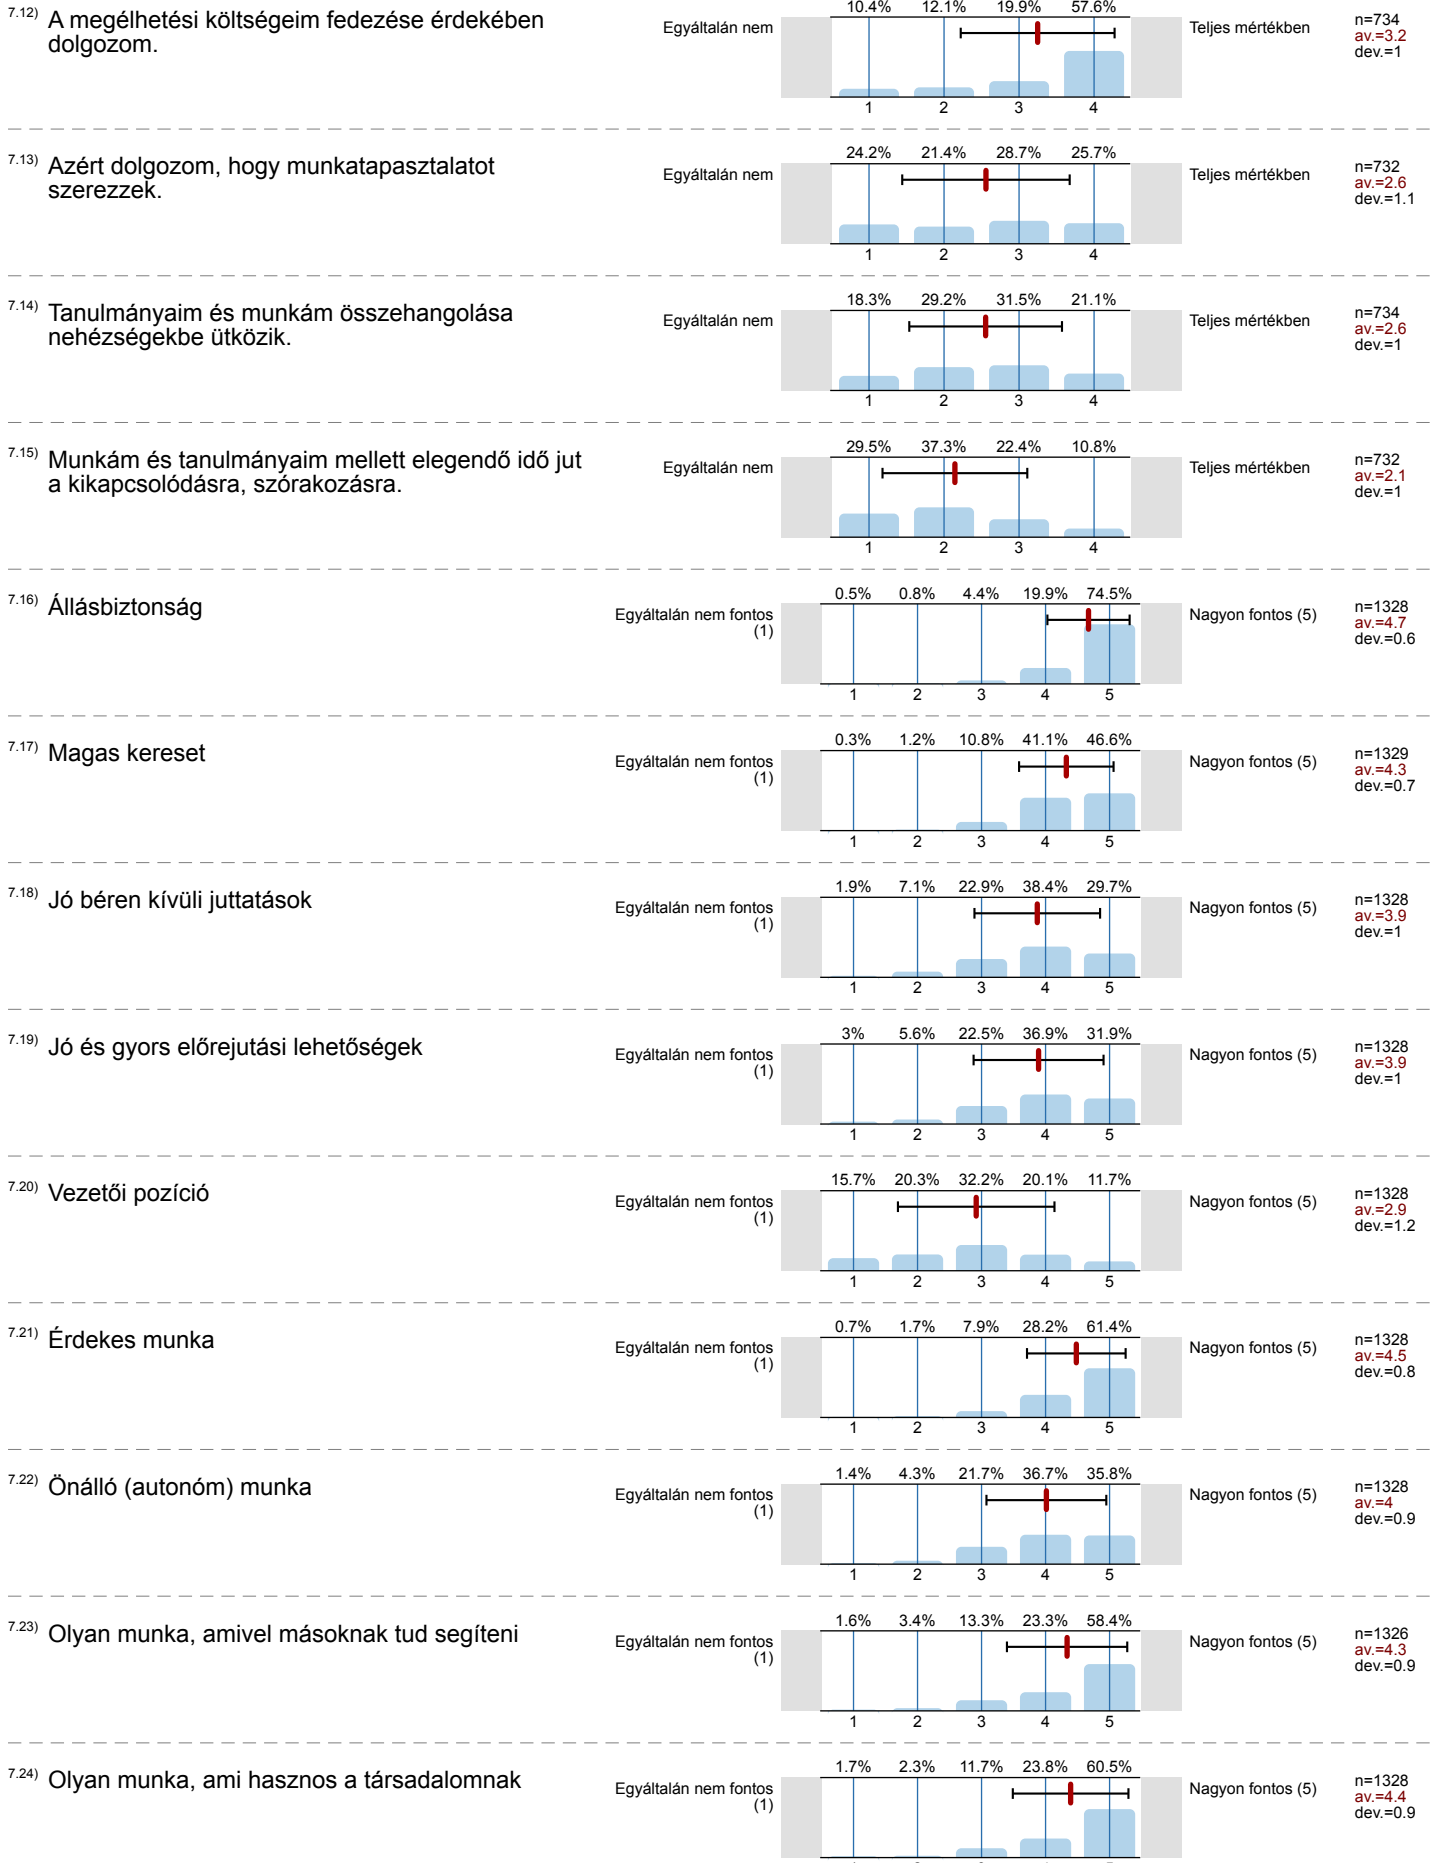 7.12) A megélhetési költségeim fedezése érdekében
dolgozom.
10.4% 12.1% 19.9% 57.6%
Egyáltalán nem
Teljes mértékben
n=734
av.=3.2
dev.=1
1 2 3 4
7.13) Azért dolgozom, hogy munkatapasztalatot
szerezzek.
24.2% 21.4% 28.7% 25.7%
Egyáltalán nem
Teljes mértékben
n=732
av.=2.6
dev.=1.1
1 2 3 4
7.14) Tanulmányaim és munkám összehangolása
nehézségekbe ütközik.
18.3% 29.2% 31.5% 21.1%
Egyáltalán nem
Teljes mértékben
n=734
av.=2.6
dev.=1
1 2 3 4
7.15) Munkám és tanulmányaim mellett elegendő idő jut
a kikapcsolódásra, szórakozásra.
29.5% 37.3% 22.4% 10.8%
Egyáltalán nem
Teljes mértékben
n=732
av.=2.1
dev.=1
1 2 3 4
7.16) Állásbiztonság
0.5% 0.8% 4.4% 19.9% 74.5%
Egyáltalán nem fontos
(1)
Nagyon fontos (5)
n=1328
av.=4.7
dev.=0.6
1 2 3 4 5
7.17) Magas kereset
0.3% 1.2% 10.8% 41.1% 46.6%
Egyáltalán nem fontos
(1)
Nagyon fontos (5)
n=1329
av.=4.3
dev.=0.7
1 2 3 4 5
7.18) Jó béren kívüli juttatások
1.9% 7.1% 22.9% 38.4% 29.7%
Egyáltalán nem fontos
(1)
Nagyon fontos (5)
n=1328
av.=3.9
dev.=1
1 2 3 4 5
7.19) Jó és gyors előrejutási lehetőségek
3% 5.6% 22.5% 36.9% 31.9%
Egyáltalán nem fontos
(1)
Nagyon fontos (5)
n=1328
av.=3.9
dev.=1
1 2 3 4 5
7.20) Vezetői pozíció
15.7% 20.3% 32.2% 20.1% 11.7%
Egyáltalán nem fontos
(1)
Nagyon fontos (5)
n=1328
av.=2.9
dev.=1.2
1 2 3 4 5
7.21) Érdekes munka
0.7% 1.7% 7.9% 28.2% 61.4%
Egyáltalán nem fontos
(1)
Nagyon fontos (5)
n=1328
av.=4.5
dev.=0.8
1 2 3 4 5
7.22) Önálló (autonóm) munka
1.4% 4.3% 21.7% 36.7% 35.8%
Egyáltalán nem fontos
(1)
Nagyon fontos (5)
n=1328
av.=4
dev.=0.9
1 2 3 4 5
7.23) Olyan munka, amivel másoknak tud segíteni
1.6% 3.4% 13.3% 23.3% 58.4%
Egyáltalán nem fontos
(1)
Nagyon fontos (5)
n=1326
av.=4.3
dev.=0.9
1 2 3 4 5
7.24) Olyan munka, ami hasznos a társadalomnak
1.7% 2.3% 11.7% 23.8% 60.5%
Egyáltalán nem fontos
(1)
Nagyon fontos (5)
n=1328
av.=4.4
dev.=0.9